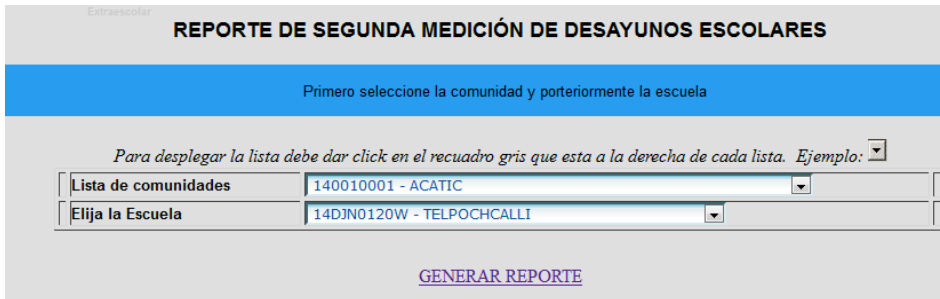 Extraescolar
REPORTE DE SEGUNDA MEDICIÓN DE DESAYUNOS ESCOLARES
Primero seleccione la comunidad y porteriormente la escuela
Para desplegar la lista debe dar click en el recuadro gris que esta a la derecha de cada lista. Ejemplo:
Lista de comunidades 140010001 - ACATIC
Elija la Escuela 14DJN0120W - TELPOCHCALLI
GENERAR REPORTE